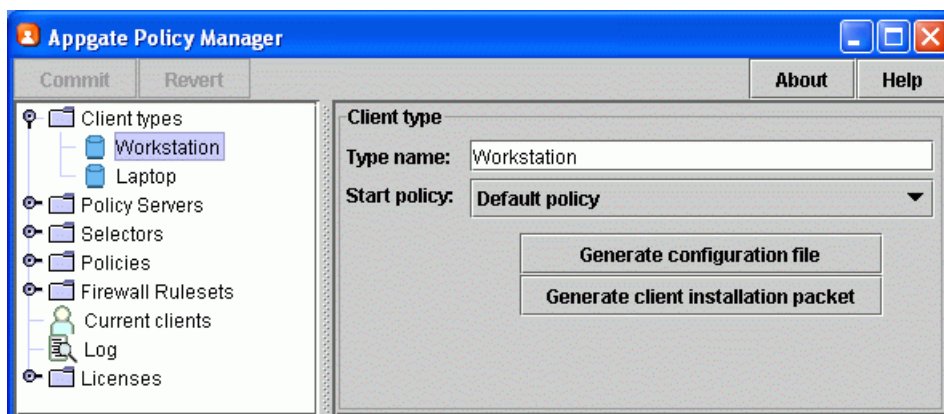 Appgate Policy Manager
Commit Revert About Help
Client types
Workstation
Laptop
Policy Servers
Selectors
Policies
Firewall Rulesets
Current clients
Log
Licenses
Client type
Type name: Workstation
Start policy: Default policy
Generate configuration file
Generate client installation packet